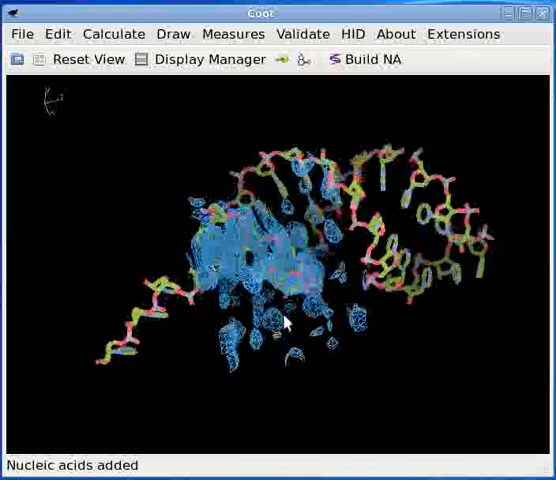 Coot
File Edit Calculate Draw Measures Validate HID About Extensions
Reset View Display Manager Build NA
Nucleic acids added